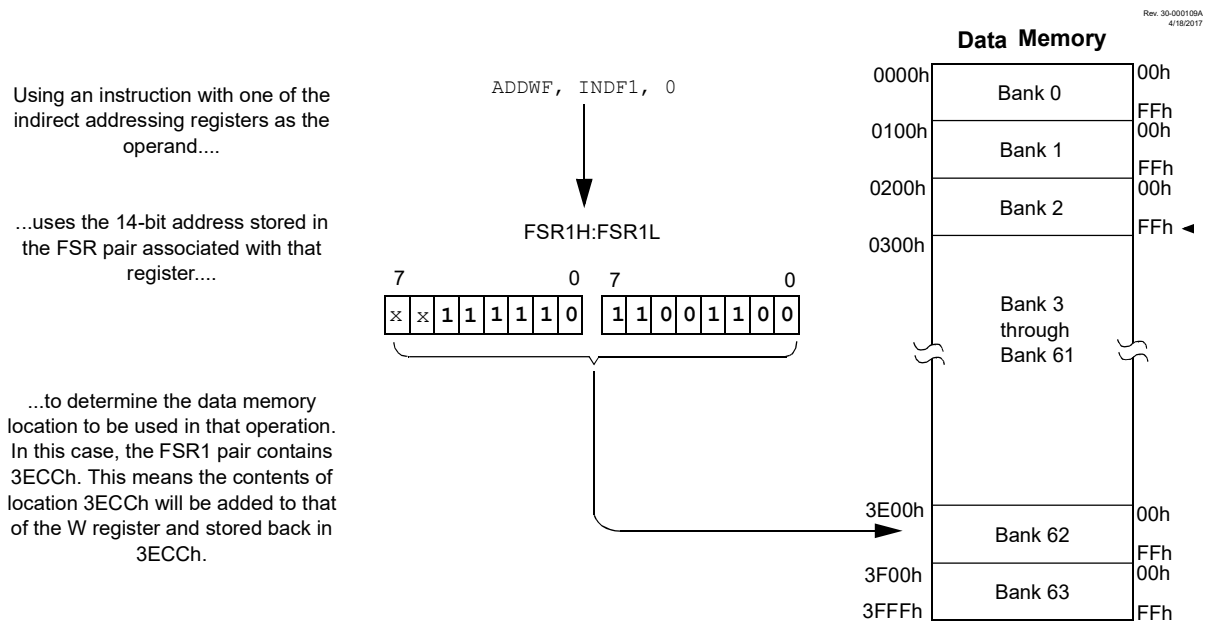 Rev. 30-000109A
4/18/2017
Using an instruction with one of the
indirect addressing registers as the
operand....
ADDWF, INDF1, 0
...uses the 14-bit address stored in
the FSR pair associated with that
register....
FSR1H:FSR1L
7 0 7 0
x x 1 1 1 1 1 0 1 1 0 0 1 1 0 0
...to determine the data memory
location to be used in that operation.
In this case, the FSR1 pair contains
3ECCh. This means the contents of
location 3ECCh will be added to that
of the W register and stored back in
3ECCh.
Data Memory
0000h 00h
Bank 0
FFh
0100h 00h
Bank 1
FFh
0200h 00h
Bank 2
FFh
0300h
Bank 3
through
Bank 61
3E00h 00h
Bank 62
FFh
3F00h 00h
Bank 63
3FFFh FFh